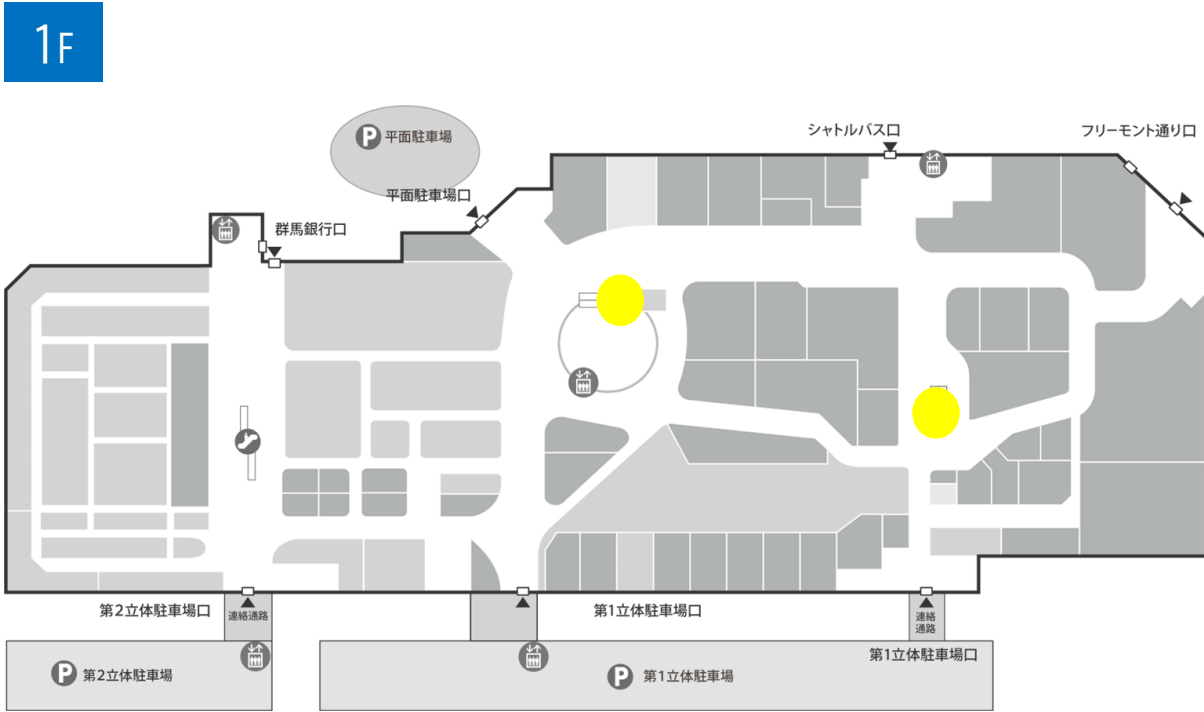 1F
P 平面駐車場
シャトルバス口
フリーモント通り口
平面駐車場口
群馬銀行口
第2立体駐車場口
連絡通路
第1立体駐車場口
連絡
通路
第1立体駐車場口
P 第2立体駐車場
P 第1立体駐車場